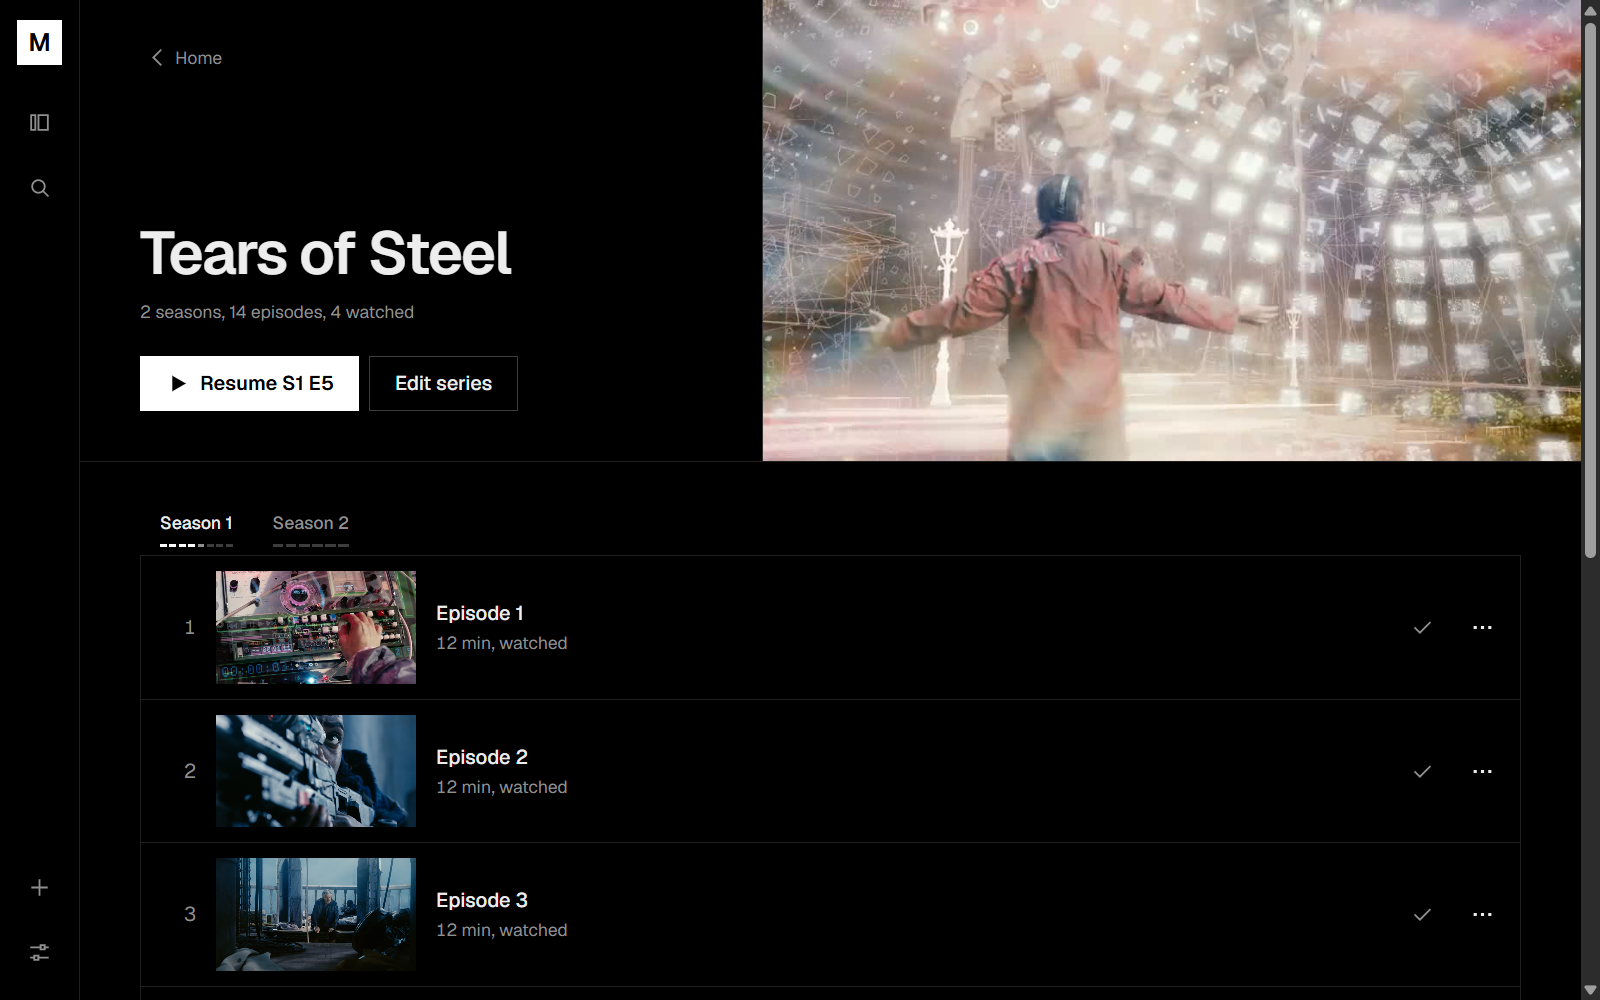 M
Home
Tears of Steel
2 seasons, 14 episodes, 4 watched
Resume S1 E5
Edit series
Season 1
Season 2
1
Episode 1
12 min, watched
2
Episode 2
12 min, watched
3
Episode 3
12 min, watched